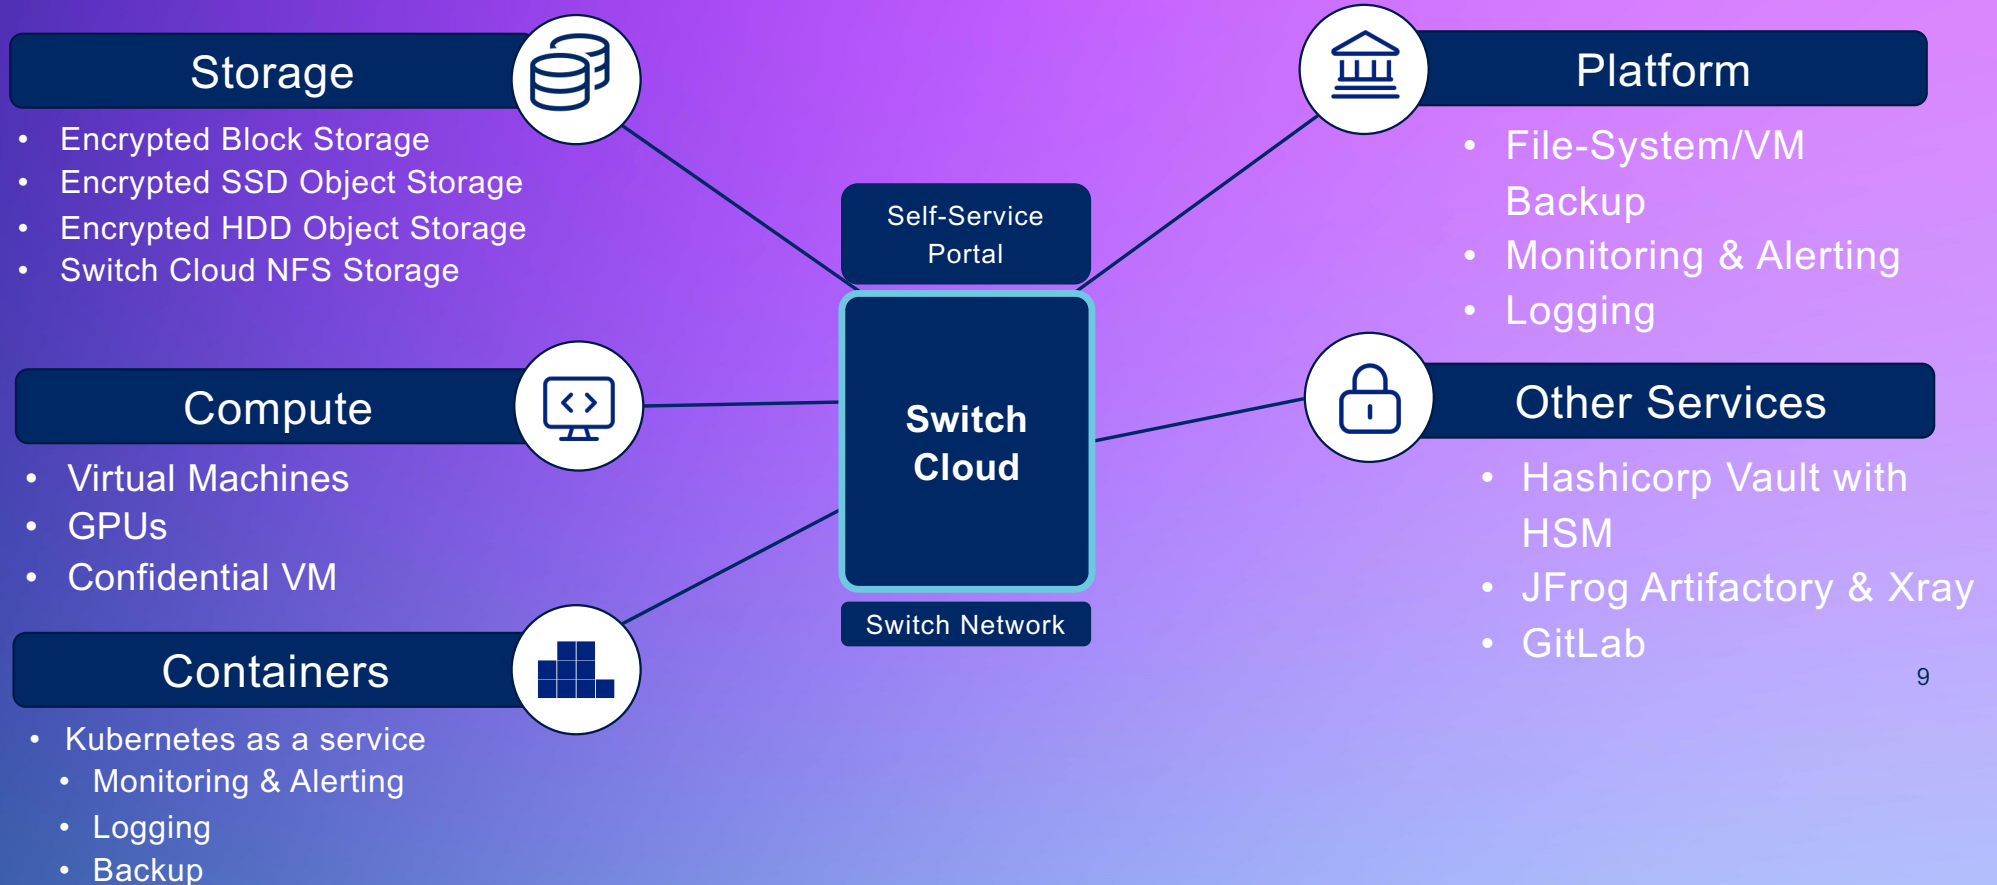 Storage
• Encrypted Block Storage
• Encrypted SSD Object Storage
• Encrypted HDD Object Storage
• Switch Cloud NFS Storage
Compute
• Virtual Machines
• GPUs
• Confidential VM
Containers
• Kubernetes as a service
• Monitoring & Alerting
• Logging
• Backup
Self-Service
Portal
Switch
Cloud
Switch Network
Platform
• File-System/VM
Backup
• Monitoring & Alerting
• Logging
Other Services
• Hashicorp Vault with
HSM
• JFrog Artifactory & Xray
• GitLab
9